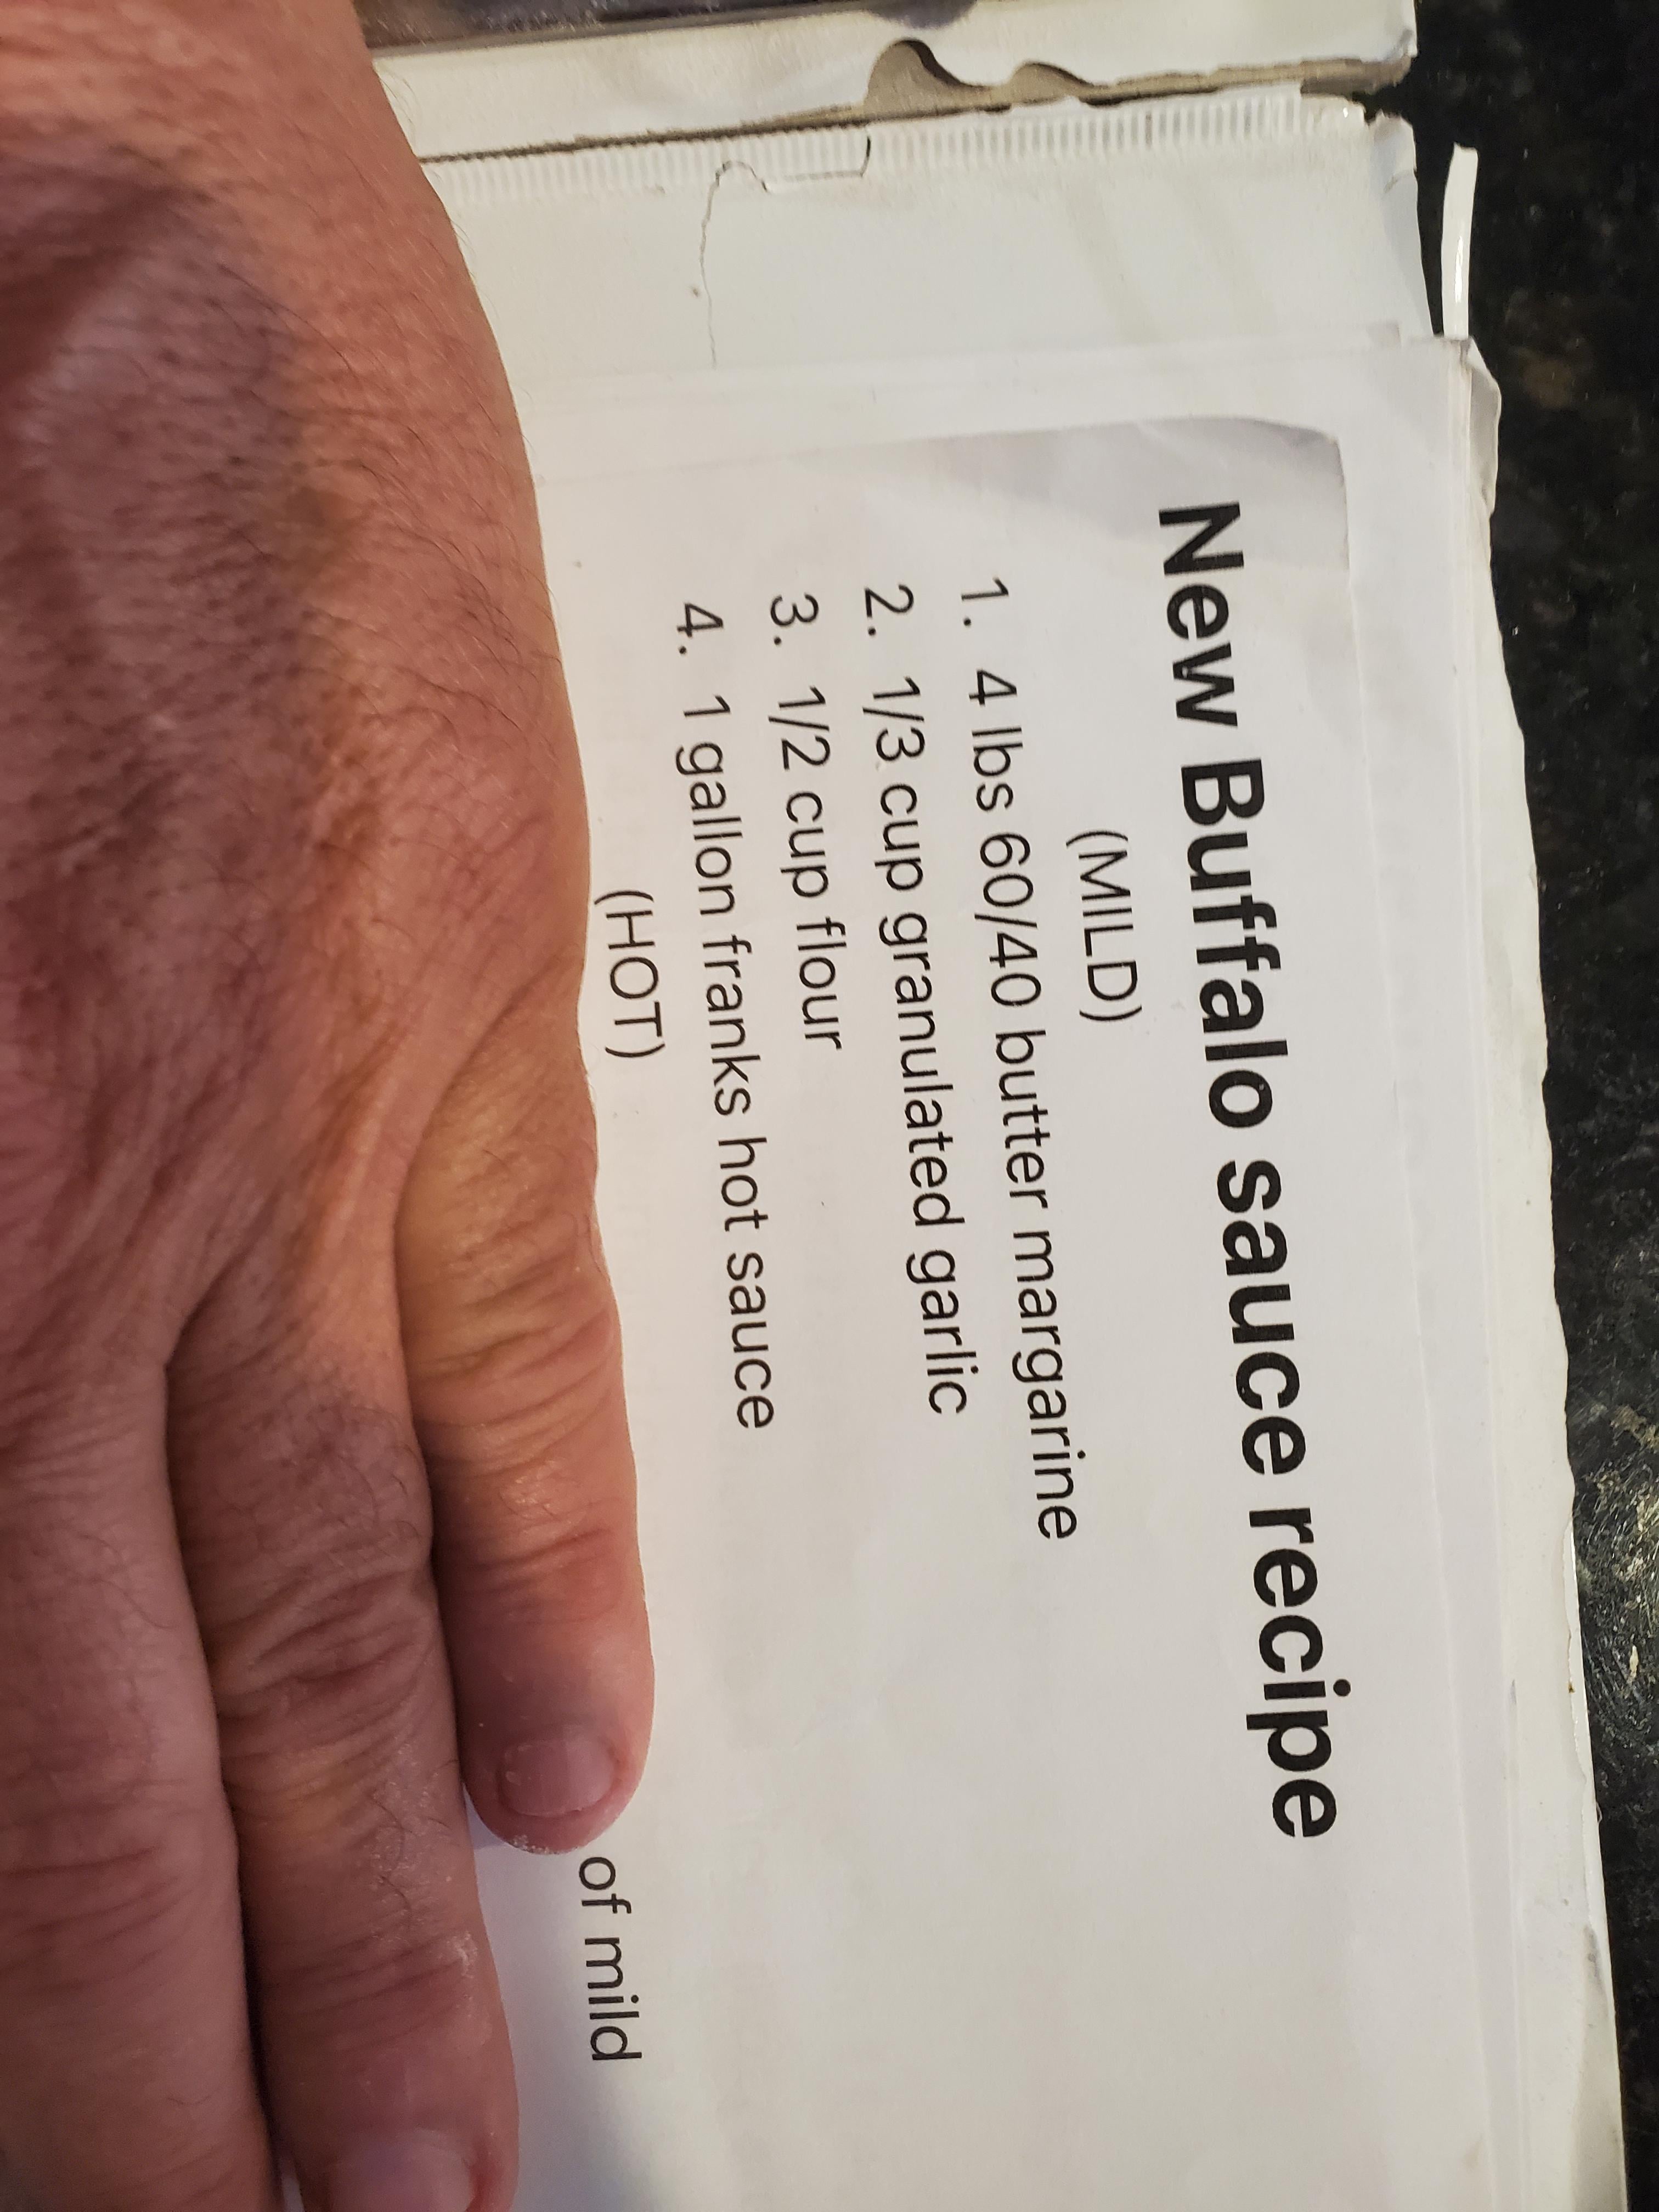 New Buffalo sauce recipe
(MILD)
1. 4 lbs 60/40 butter margarine
2. 1/3 cup granulated garlic
3. 1/2 cup flour
4. 1 gallon franks hot sauce
(HOT)
of mild